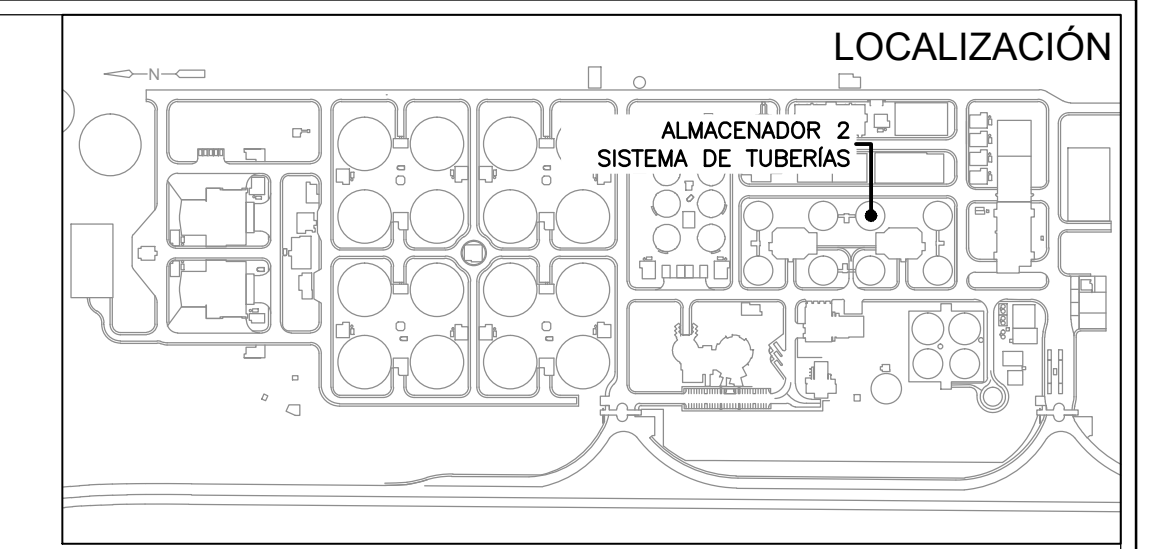 LOCALIZACIÓN
N
ALMACENADOR 2
SISTEMA DE TUBERÍAS